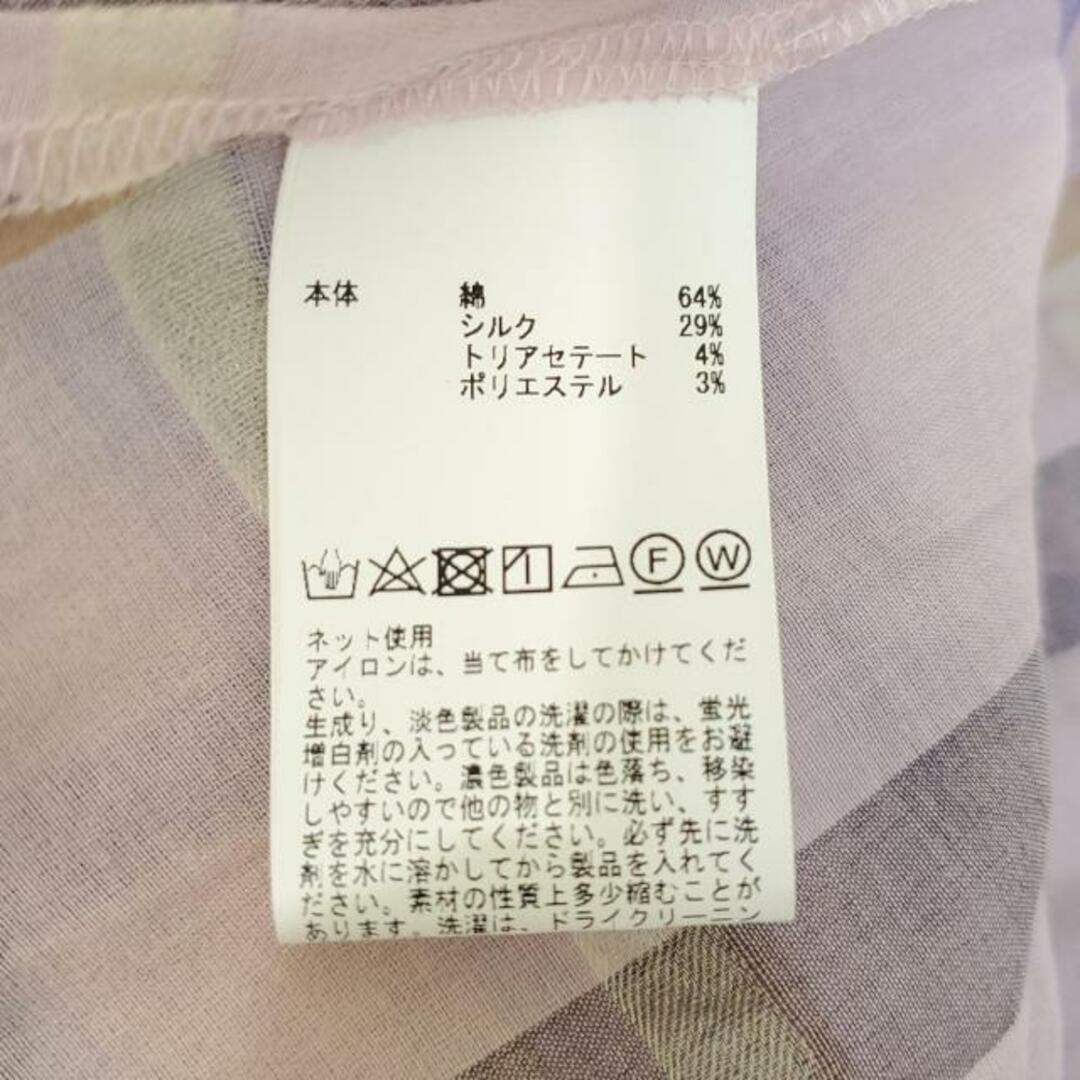 本体 綿 64%
シルク 29%
トリアセテート 4%
ポリエステル 3%
F W
ネット使用
アイロンは、当て布をしてかけてくだ
さい。
生成り、淡色製品の洗濯の際は、蛍光
増白剤の入っている洗剤の使用をお避
けください。濃色製品は色落ち、移染
しやすいので他の物と別に洗い、すす
ぎを充分にしてください。必ず先に洗
剤を水に溶かしてから製品を入れてく
ださい。素材の性質上多少縮むことが
あります。洗濯は、ドライクリーニン